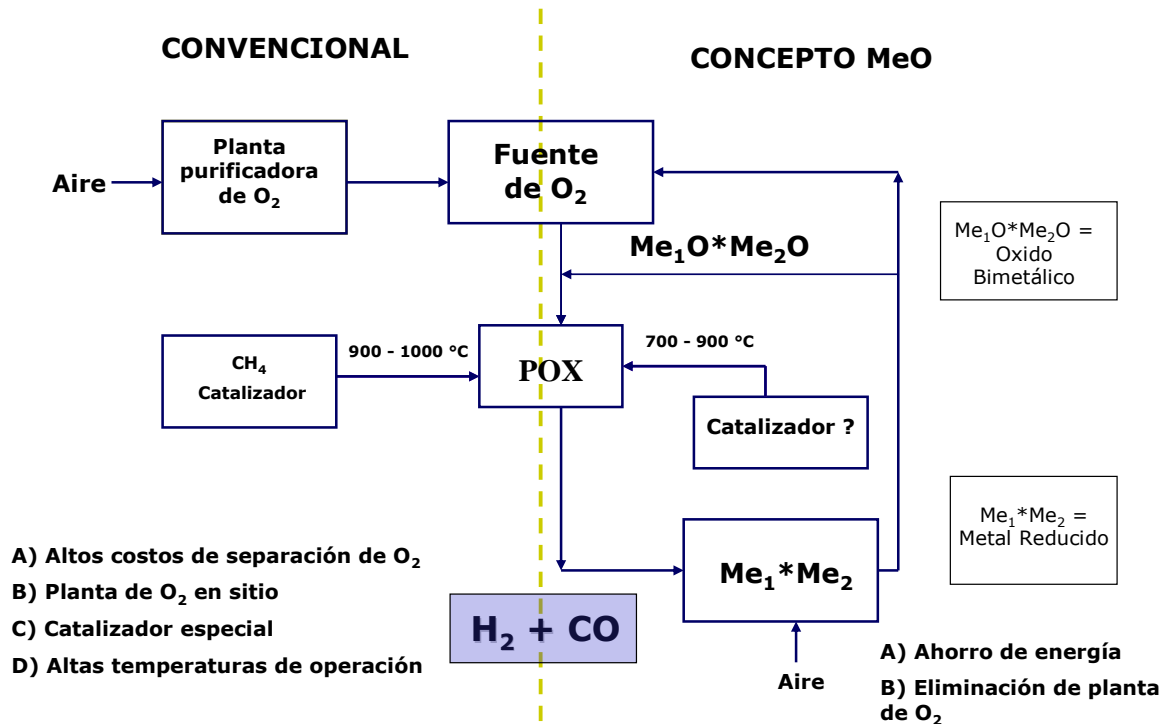 CONVENCIONAL
CONCEPTO MeO
Planta
purificadora
de O₂
Aire
Fuente
de O₂
Me₁O*Me₂O
Me₁O*Me₂O =
Oxido
Bimetálico
900 - 1000 °C
700 - 900 °C
CH₄
Catalizador
POX
Catalizador ?
Me₁*Me₂ =
Metal Reducido
Me₁*Me₂
A) Altos costos de separación de O₂
B) Planta de O₂ en sitio
C) Catalizador especial
D) Altas temperaturas de operación
H₂ + CO
Aire
A) Ahorro de energía
B) Eliminación de planta
de O₂